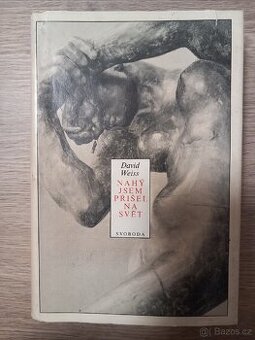 David
Weiss
NAHÝ
JSEM
PŘIŠEL
NA
SVĚT
SVOBODA
Bazos.cz